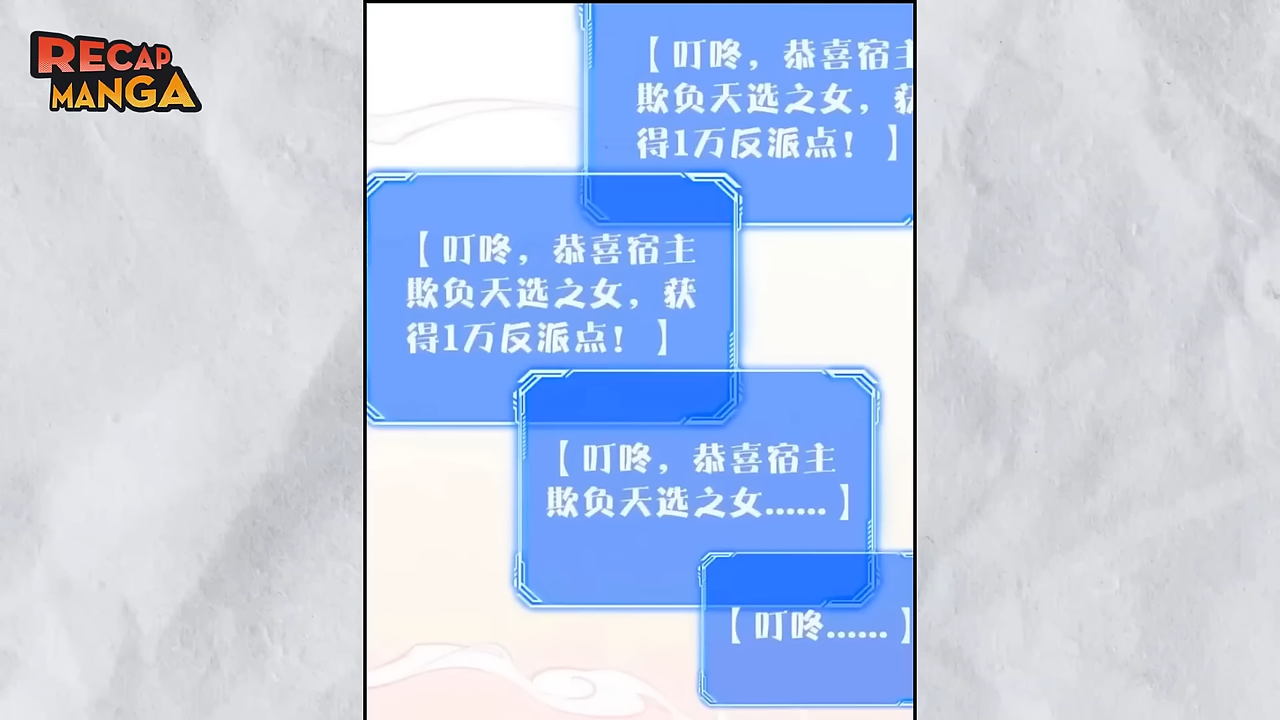 RECAP
MANGA
【叮咚，恭喜宿主
欺负天选之女，获
得1万反派点！】
【叮咚，恭喜宿主
欺负天选之女，获
得1万反派点！】
【叮咚，恭喜宿主
欺负天选之女......】
【叮咚......】